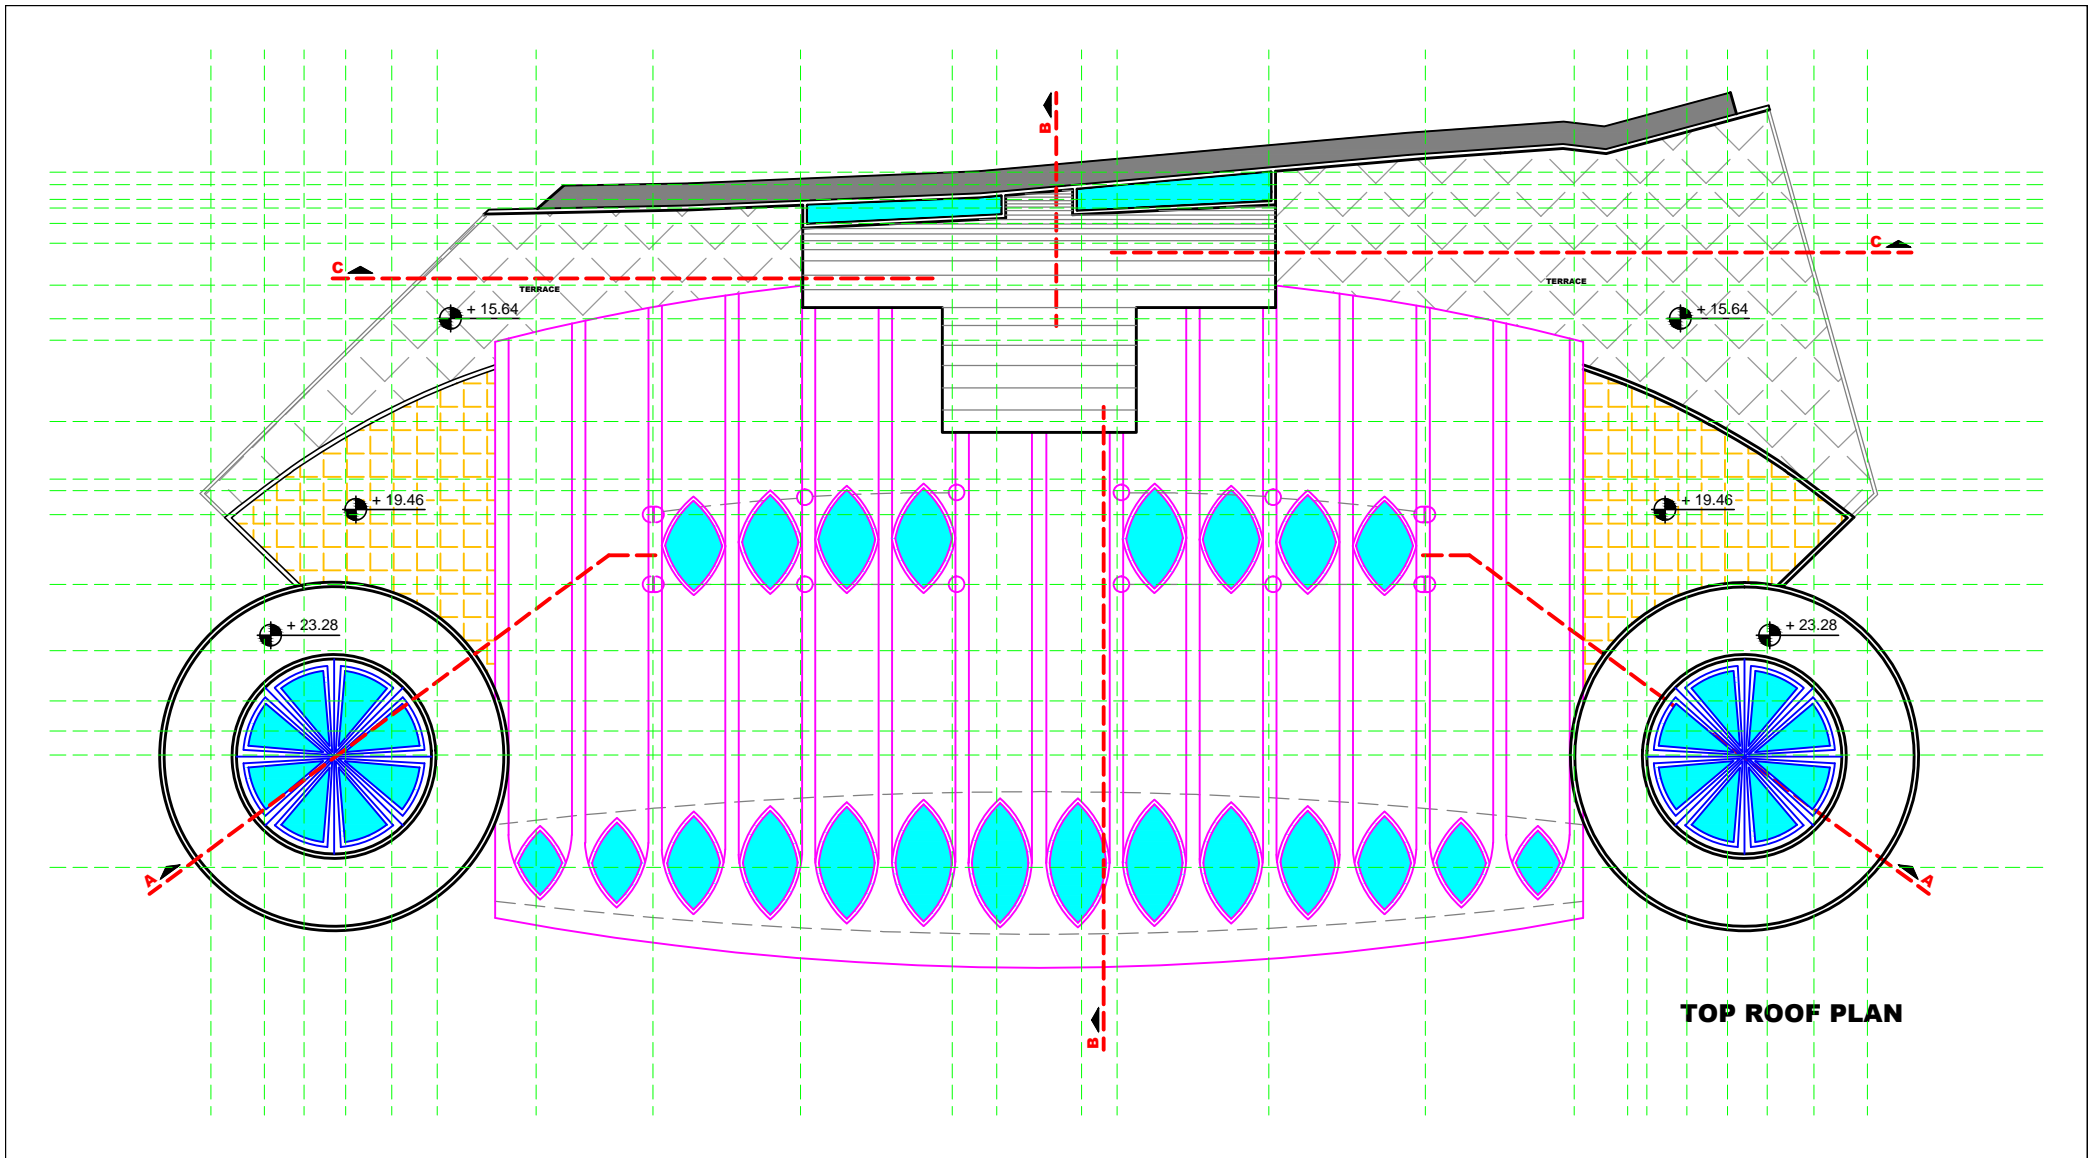 B
C
C
TERRACE
TERRACE
+ 15.64
+ 15.64
+ 19.46
+ 19.46
+ 23.28
+ 23.28
A
A
TOP ROOF PLAN
B